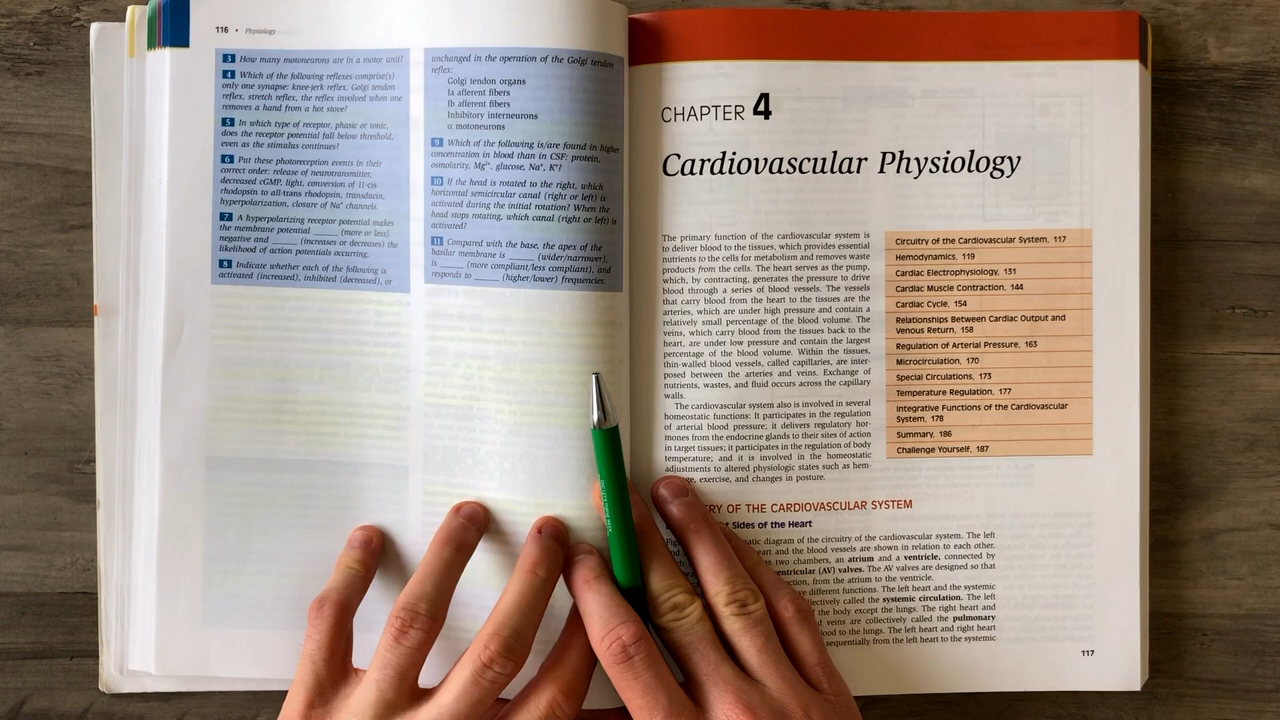 116 • Physiology
3 How many motoneurons are in a motor unit?
4 Which of the following reflexes comprise(s)
only one synapse: knee-jerk reflex, Golgi tendon
reflex, stretch reflex, the reflex involved when one
removes a hand from a hot stove?
5 In which type of receptor, phasic or tonic,
does the receptor potential fall below threshold,
even as the stimulus continues?
6 Put these photoreception events in their
correct order: release of neurotransmitter,
decreased cGMP, light, conversion of 11-cis
rhodopsin to all-trans rhodopsin, transducin,
hyperpolarization, closure of Na⁺ channels.
7 A hyperpolarizing receptor potential makes
the membrane potential _____ (more or less)
negative and _____ (increases or decreases) the
likelihood of action potentials occurring.
8 Indicate whether each of the following is
activated (increased), inhibited (decreased), or
unchanged in the operation of the Golgi tendon
reflex:
Golgi tendon organs
Ia afferent fibers
Ib afferent fibers
Inhibitory interneurons
α motoneurons
9 Which of the following is/are found in higher
concentration in blood than in CSF: protein,
osmolarity, Mg²⁺, glucose, Na⁺, K⁺?
10 If the head is rotated to the right, which
horizontal semicircular canal (right or left) is
activated during the initial rotation? When the
head stops rotating, which canal (right or left) is
activated?
11 Compared with the base, the apex of the
basilar membrane is _____ (wider/narrower),
is _____ (more compliant/less compliant), and
responds to _____ (higher/lower) frequencies.
CHAPTER 4
Cardiovascular Physiology
The primary function of the cardiovascular system is
to deliver blood to the tissues, which provides essential
nutrients to the cells for metabolism and removes waste
products from the cells. The heart serves as the pump,
which, by contracting, generates the pressure to drive
blood through a series of blood vessels. The vessels
that carry blood from the heart to the tissues are the
arteries, which are under high pressure and contain a
relatively small percentage of the blood volume. The
veins, which carry blood from the tissues back to the
heart, are under low pressure and contain the largest
percentage of the blood volume. Within the tissues,
thin-walled blood vessels, called capillaries, are inter-
posed between the arteries and veins. Exchange of
nutrients, wastes, and fluid occurs across the capillary
walls.
The cardiovascular system also is involved in several
homeostatic functions: It participates in the regulation
of arterial blood pressure; it delivers regulatory hor-
mones from the endocrine glands to their sites of action
in target tissues; it participates in the regulation of body
temperature; and it is involved in the homeostatic
adjustments to altered physiologic states such as hem-
ge, exercise, and changes in posture.
Circuitry of the Cardiovascular System, 117
Hemodynamics, 119
Cardiac Electrophysiology, 131
Cardiac Muscle Contraction, 144
Cardiac Cycle, 154
Relationships Between Cardiac Output and
Venous Return, 158
Regulation of Arterial Pressure, 163
Microcirculation, 170
Special Circulations, 173
Temperature Regulation, 177
Integrative Functions of the Cardiovascular
System, 178
Summary, 186
Challenge Yourself, 187
TRY OF THE CARDIOVASCULAR SYSTEM
t Sides of the Heart
Fig atic diagram of the circuitry of the cardiovascular system. The left
and eart and the blood vessels are shown in relation to each other.
s two chambers, an atrium and a ventricle, connected by
ventricular (AV) valves. The AV valves are designed so that
ction, from the atrium to the ventricle.
ve different functions. The left heart and the systemic
lectively called the systemic circulation. The left
f the body except the lungs. The right heart and
d veins are collectively called the pulmonary
lood to the lungs. The left heart and right heart
sequentially from the left heart to the systemic
117